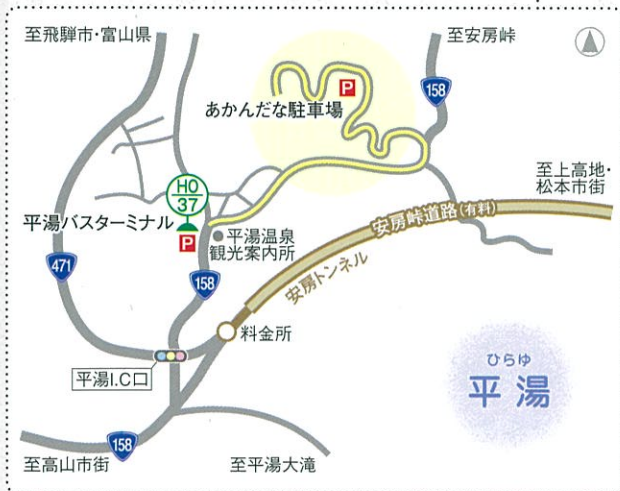 至飛騨市・富山県
至安房峠
158
P
あかんだな駐車場
至上高地・
松本市街
HO
37
安房峠道路(有料)
平湯バスターミナル
P
平湯温泉
観光案内所
471
158
安房トンネル
料金所
平湯I.C口
ひらゆ
平湯
158
至高山市街
至平湯大滝